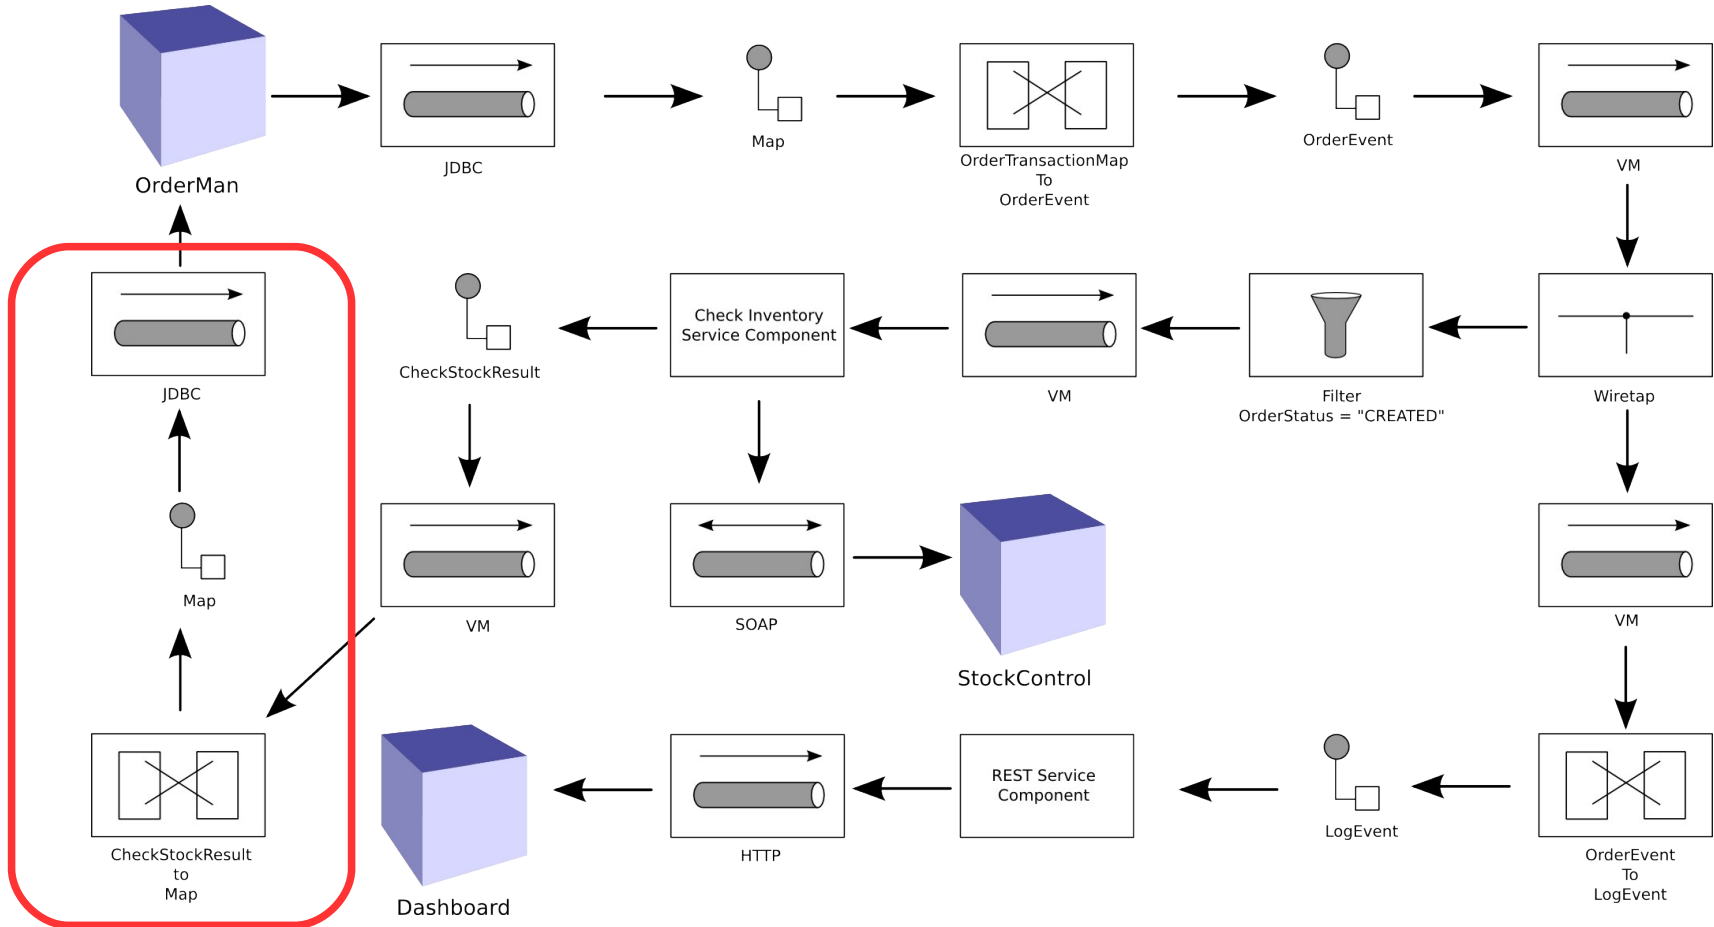 OrderMan
JDBC
Map
OrderTransactionMap
To
OrderEvent
OrderEvent
VM
JDBC
CheckStockResult
Check Inventory
Service Component
VM
Filter
OrderStatus = "CREATED"
Wiretap
Map
VM
SOAP
StockControl
VM
CheckStockResult
to
Map
Dashboard
HTTP
REST Service
Component
LogEvent
OrderEvent
To
LogEvent